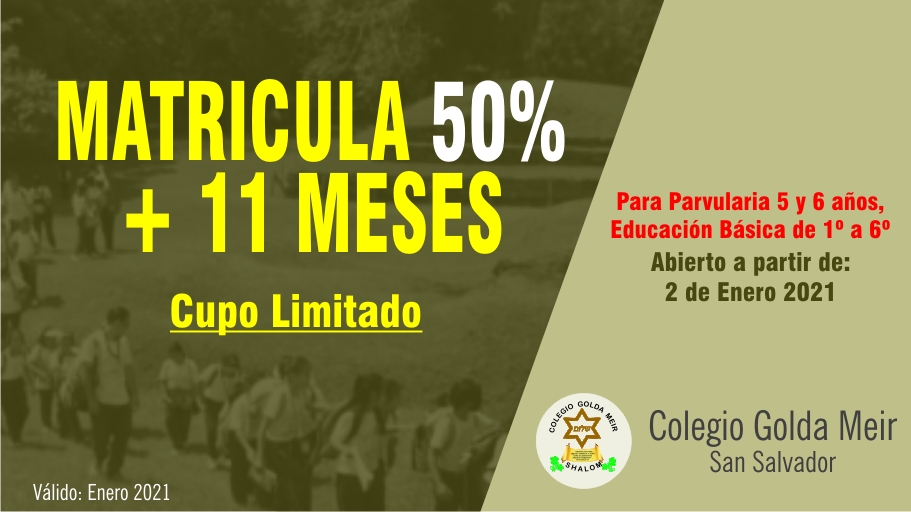 MATRICULA 50%
+ 11 MESES
Cupo Limitado
Válido: Enero 2021
Para Parvularia 5 y 6 años,
Educación Básica de 1º a 6º
Abierto a partir de:
2 de Enero 2021
COLEGIO GOLDA MEIR
שלום
SHALOM
Colegio Golda Meir
San Salvador